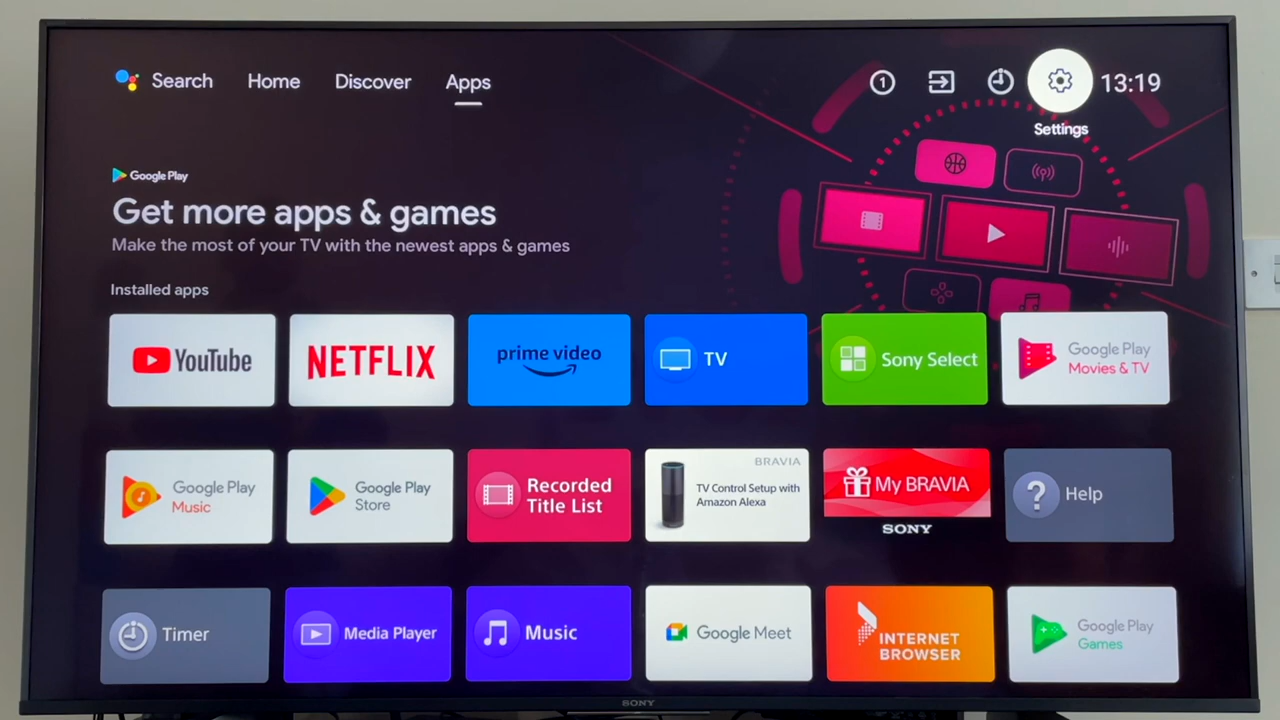 Search Home Discover Apps
1
13:19
Settings
Google Play
Get more apps & games
Make the most of your TV with the newest apps & games
Installed apps
YouTube
NETFLIX
prime video
TV
Sony Select
Google Play
Movies & TV
Google Play
Music
Google Play
Store
Recorded
Title List
BRAVIA
TV Control Setup with
Amazon Alexa
My BRAVIA
SONY
?
Help
Timer
Media Player
Music
Google Meet
INTERNET
BROWSER
Google Play
Games
SONY